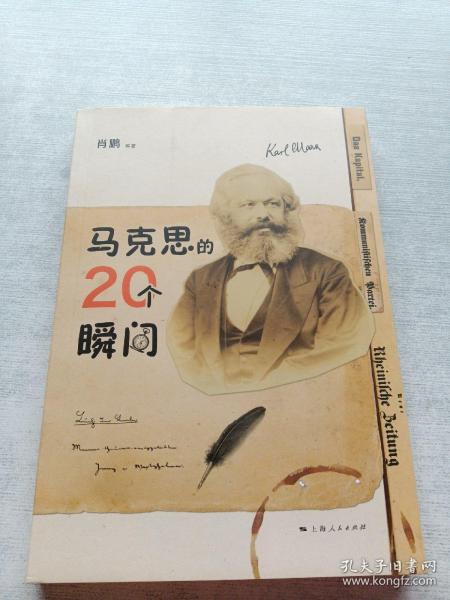 肖鹏 编著
Karl Marx
马克思的
20个
瞬间
Das Kapital.
Kommunistischen Partei.
Rheinische Zeitung
上海人民出版社
孔夫子旧书网
www.kongfz.com